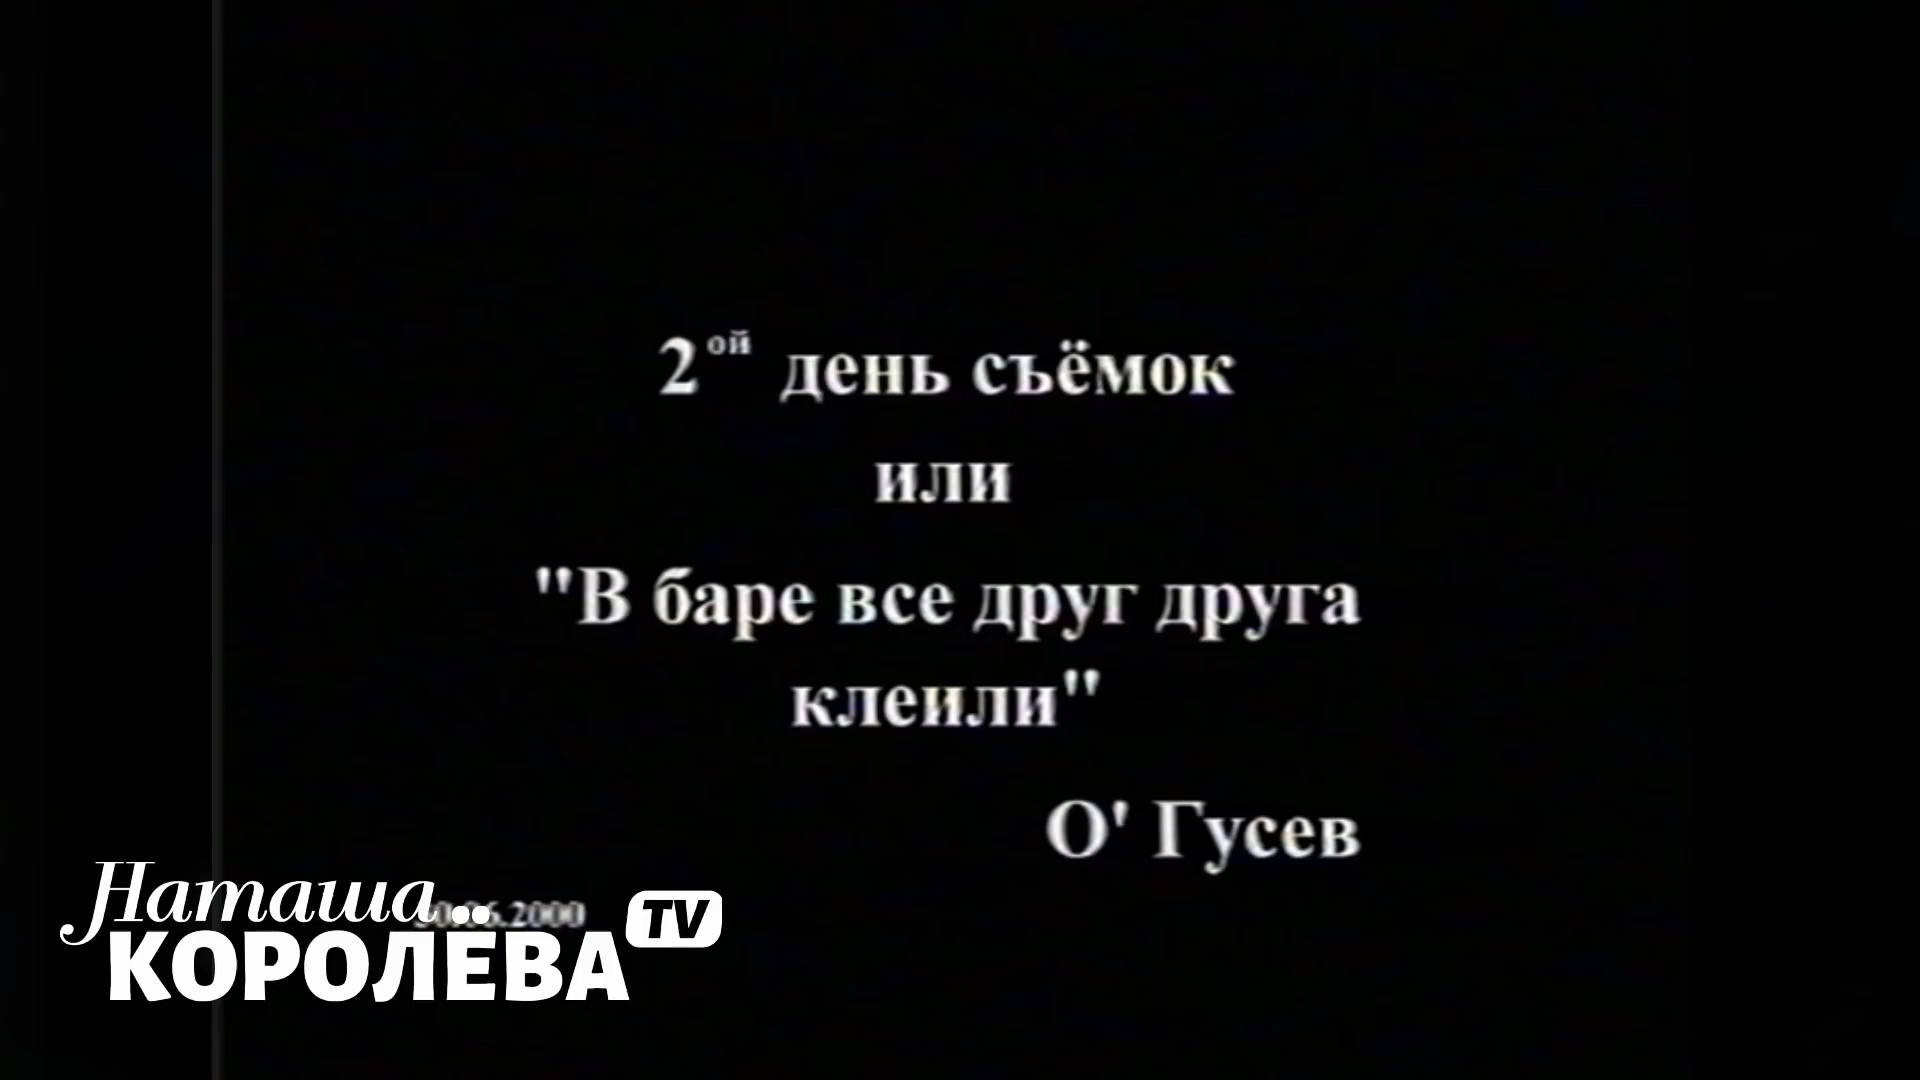 2ой день съёмок
или
"В баре все друг друга
клеили"
О' Гусев
Наташа
КОРОЛЁВА TV